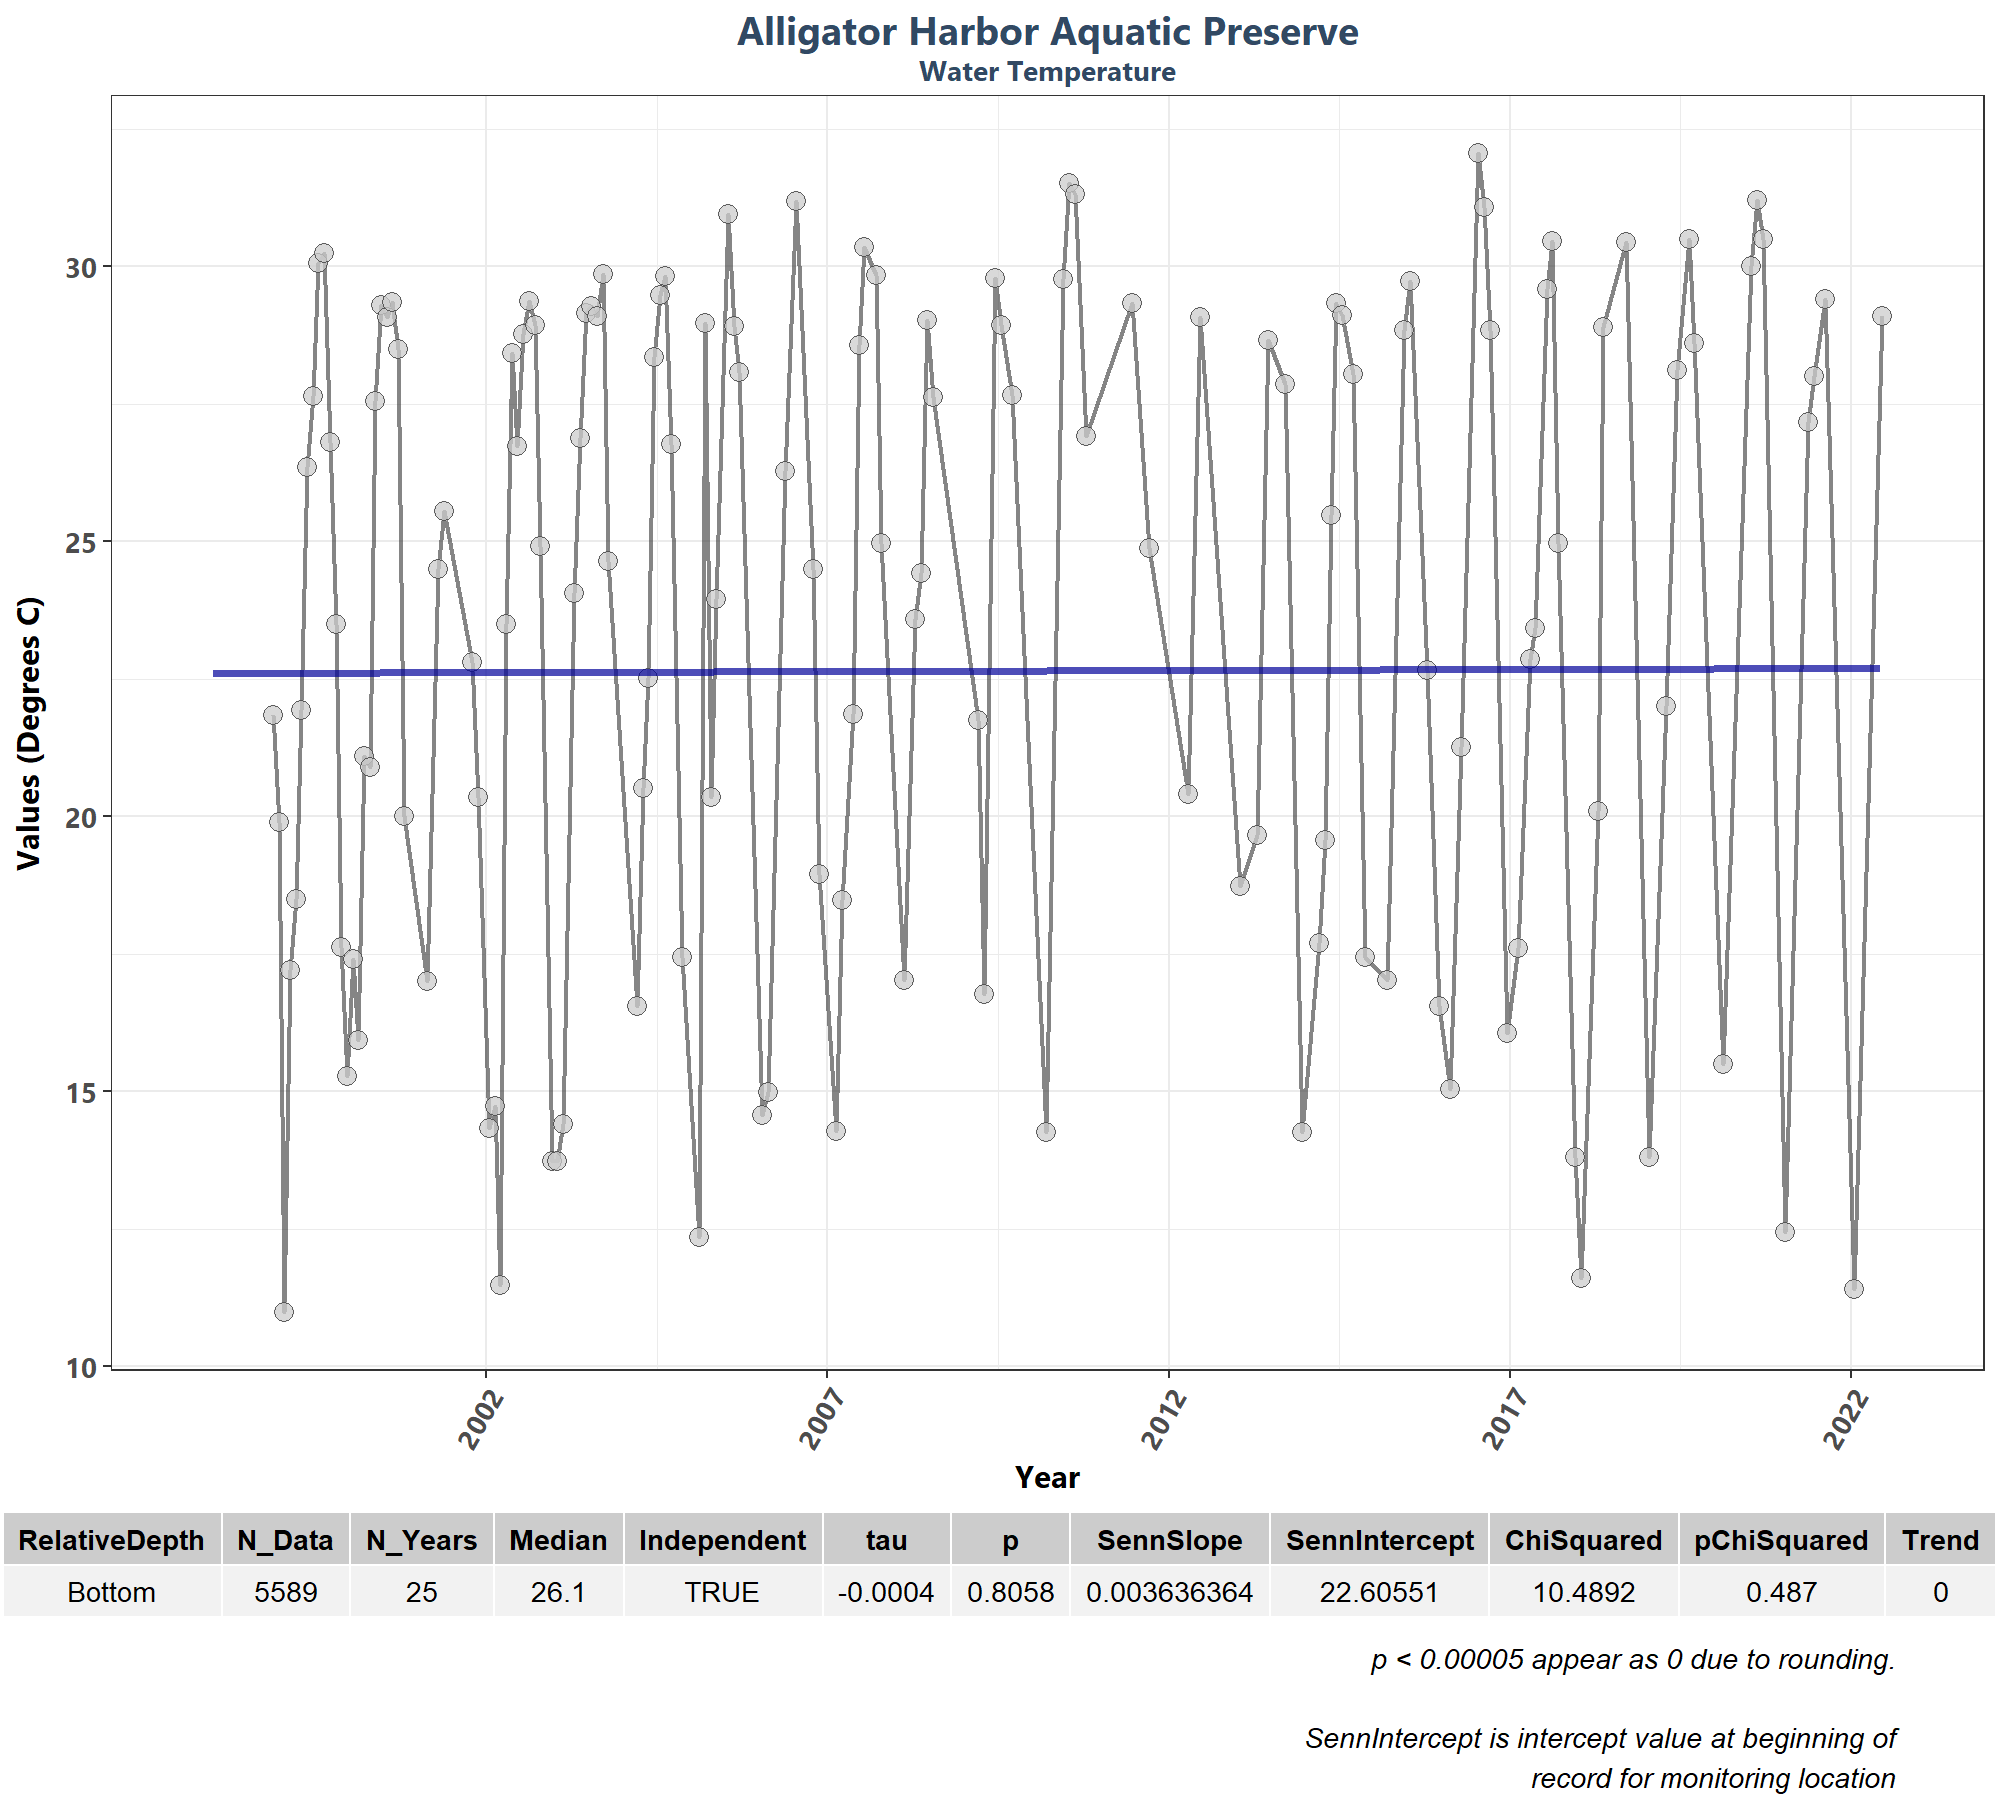 Alligator Harbor Aquatic Preserve
Water Temperature
Values (Degrees C)
30
25
20
15
10
2002 2007 2012 2017 2022
Year
RelativeDepth N_Data N_Years Median Independent tau p SennSlope SennIntercept ChiSquared pChiSquared Trend
Bottom 5589 25 26.1 TRUE -0.0004 0.8058 0.003636364 22.60551 10.4892 0.487 0
p < 0.00005 appear as 0 due to rounding.
SennIntercept is intercept value at beginning of
record for monitoring location